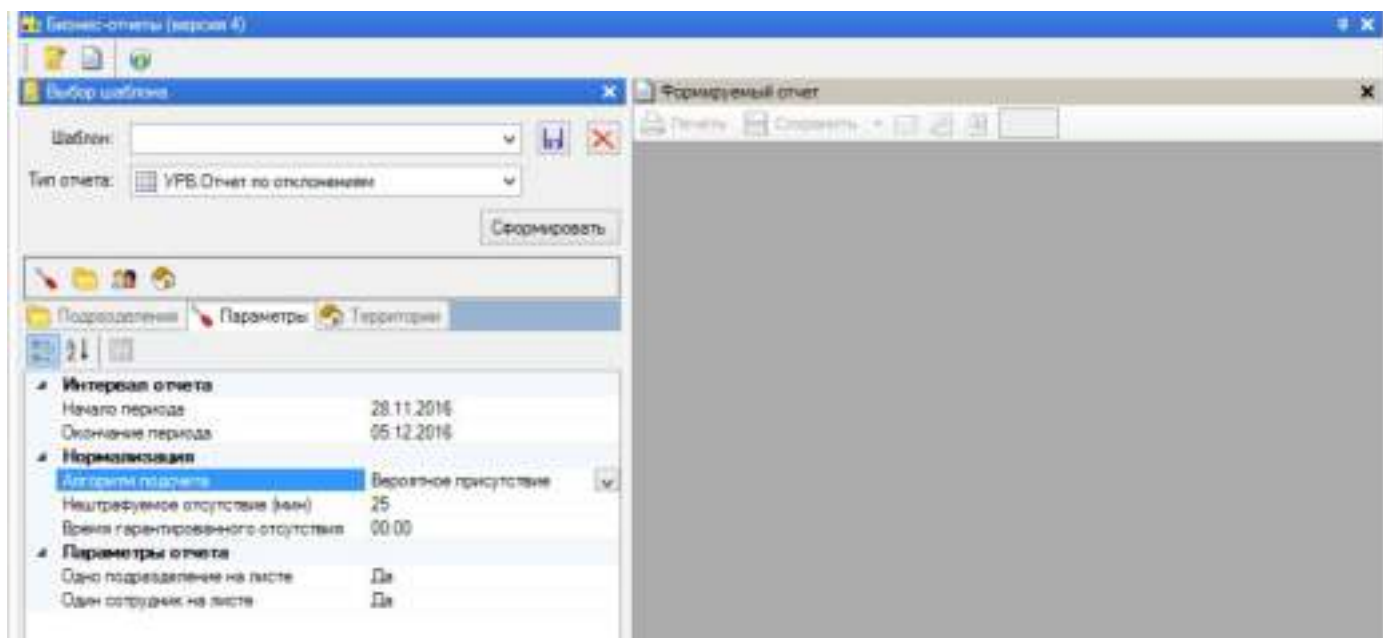 Бизнес-отчеты (версия 4)
Выбор шаблона
Шаблон:
Тип отчета: УРВ.Отчет по отклонениям
Сформировать
Подразделения Параметры Территории
Интервал отчета
Начало периода 28.11.2016
Окончание периода 05.12.2016
Нормализация
Алгоритм подсчета Вероятное присутствие
Нештрафуемое отсутствие (мин) 25
Время гарантированного отсутствия 00:00
Параметры отчета
Одно подразделение на листе Да
Один сотрудник на листе Да
Формируемый отчет
Печать Сохранить